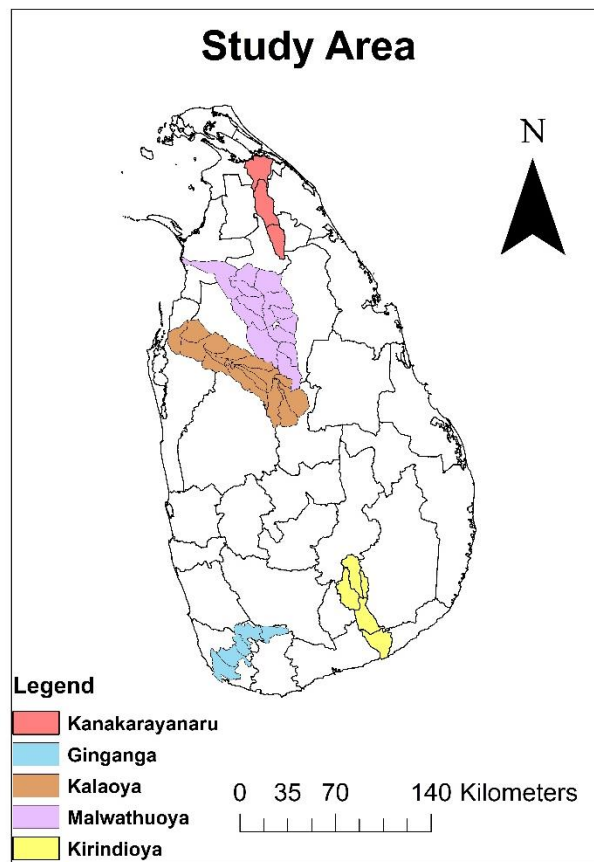 Study Area
N
Legend
Kanakarayanaru
Ginganga
Kalaoya
Malwathuoya
Kirindioya
0 35 70 140 Kilometers